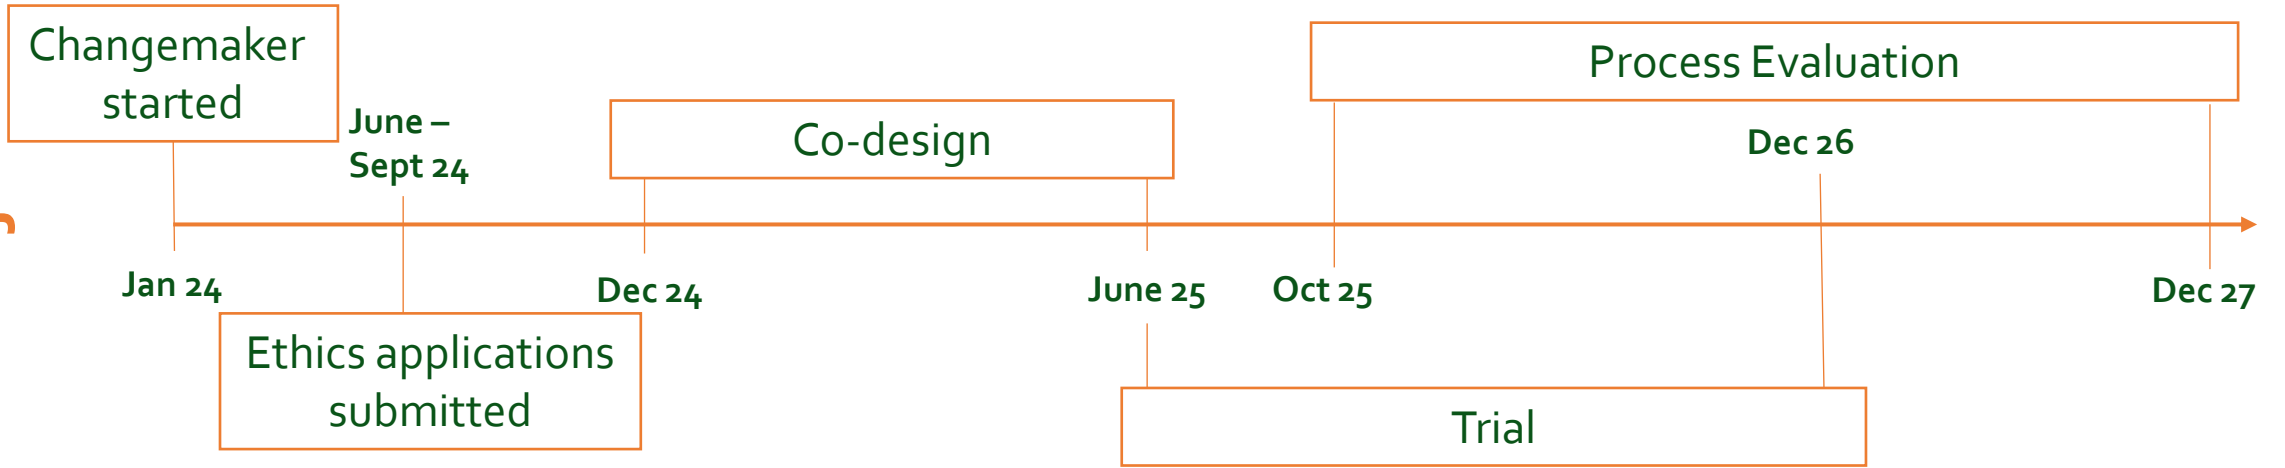 Changemaker
started
June –
Sept 24
Co-design
Process Evaluation
Dec 26
Jan 24
Dec 24
June 25
Oct 25
Dec 27
Ethics applications
submitted
Trial